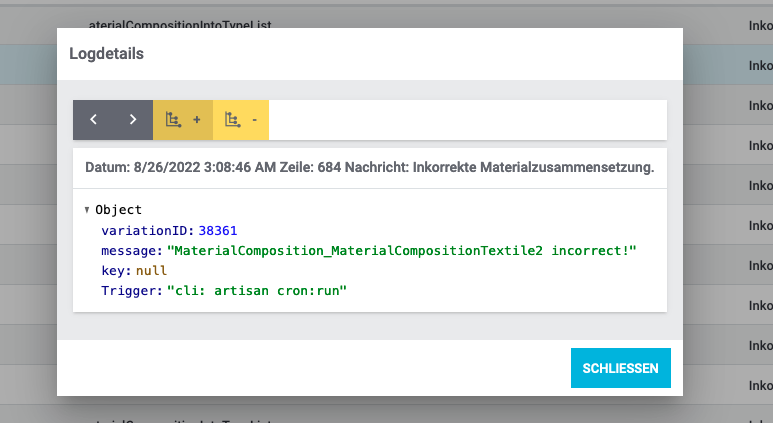 aterialCompositionIntoTypeList
Inko
Logdetails
Inko
+ -
Inko
Inko
Datum: 8/26/2022 3:08:46 AM Zeile: 684 Nachricht: Inkorrekte Materialzusammensetzung.
Inko
Object
Inko
variationID: 38361
message: "MaterialComposition_MaterialCompositionTextile2 incorrect!"
Inko
key: null
Trigger: "cli: artisan cron:run"
Inko
Inko
SCHLIESSEN
Inko